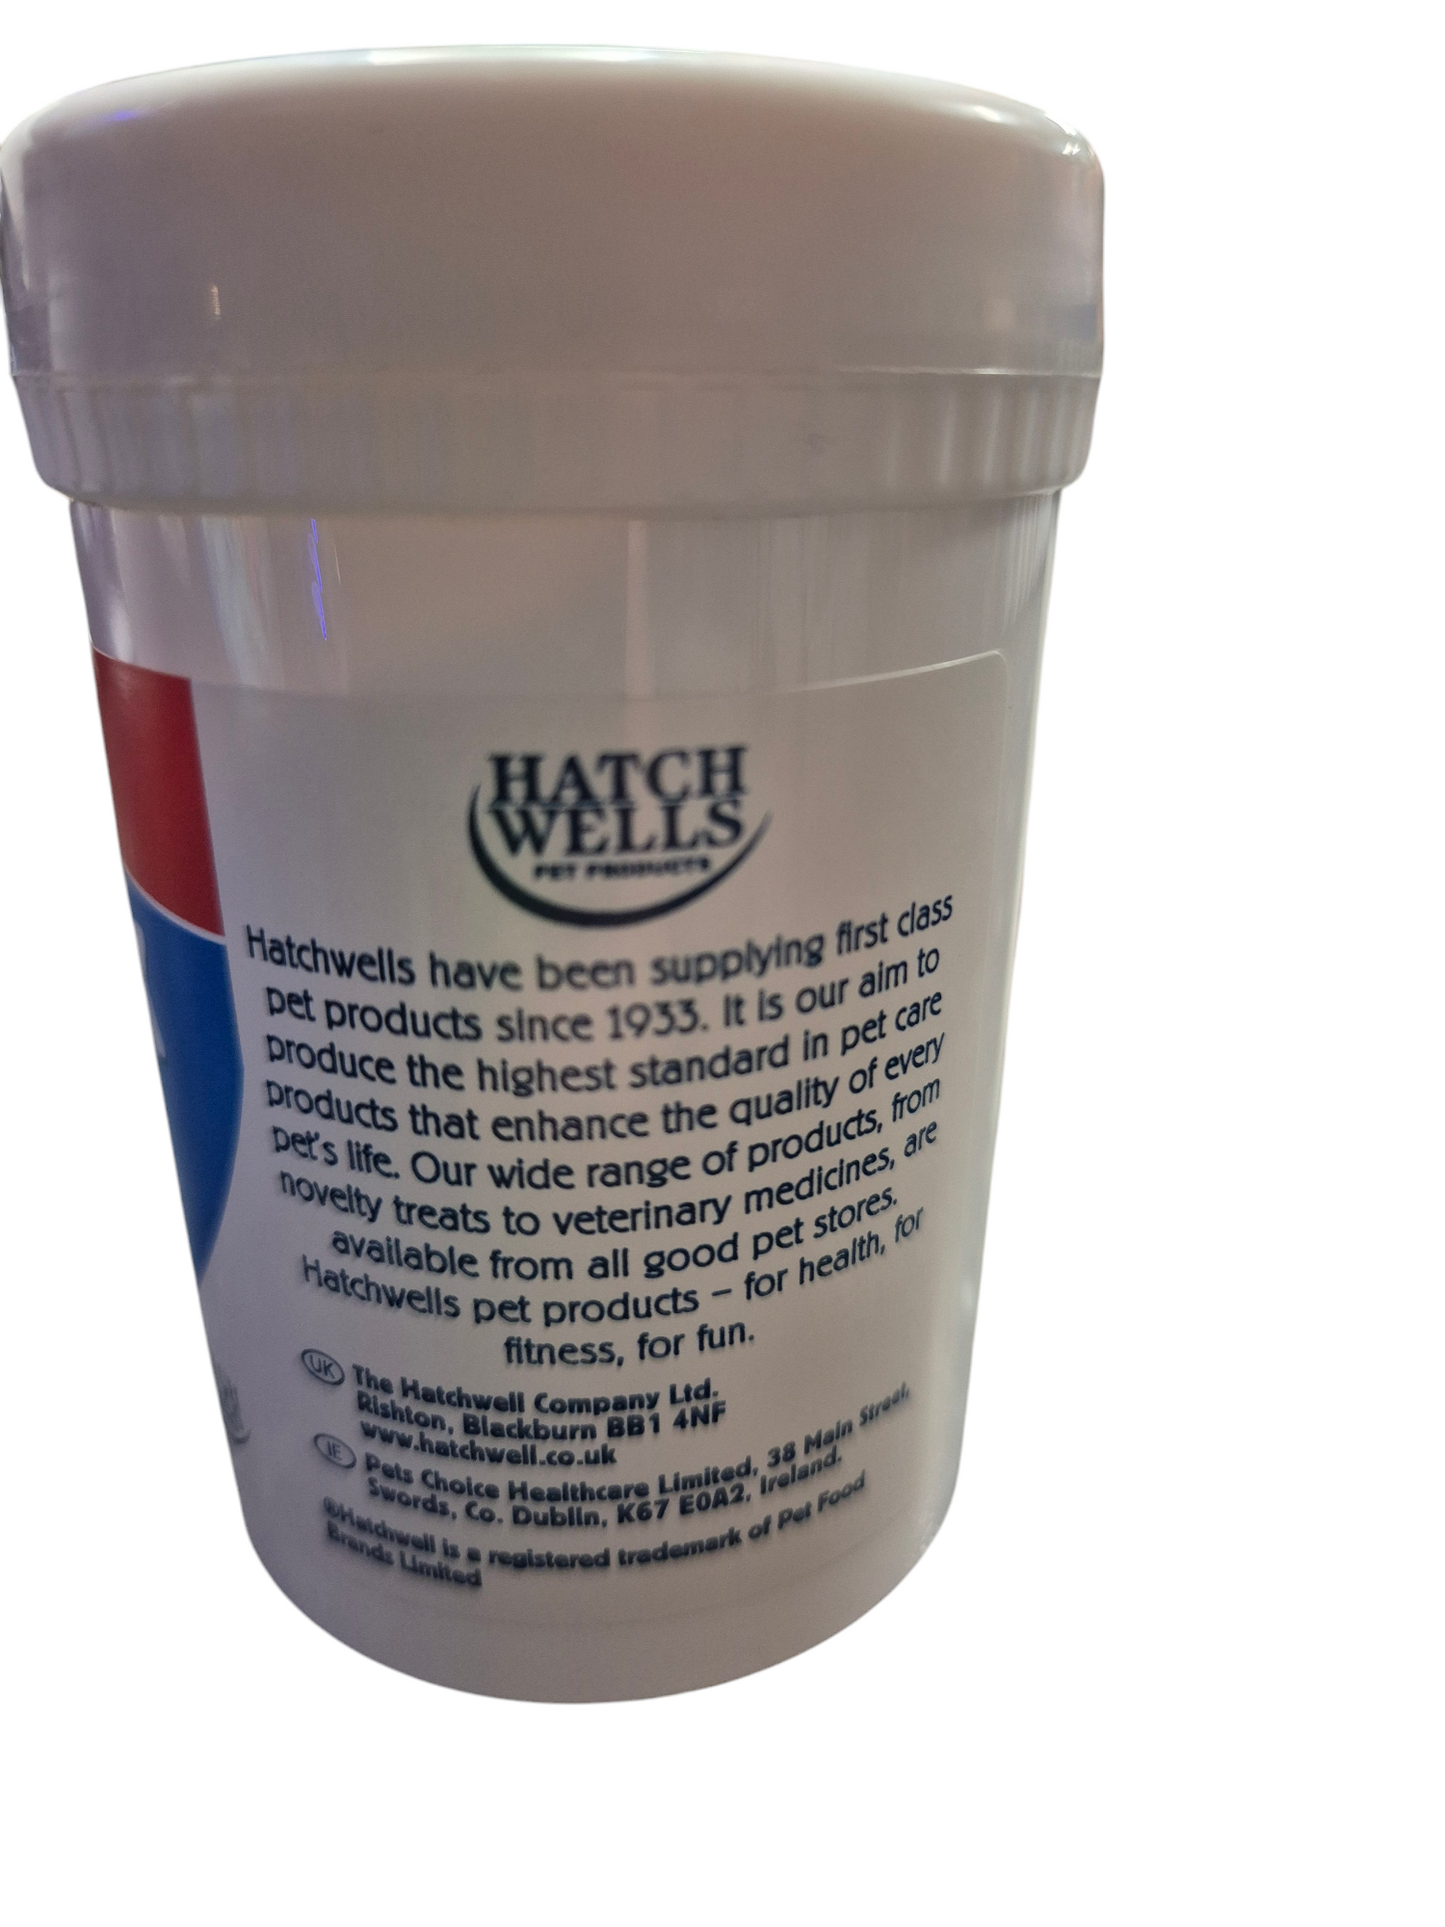 HATCH
WELLS
PET PRODUCTS
Hatchwells have been supplying first class
pet products since 1933. It is our aim to
produce the highest standard in pet care
products that enhance the quality of every
pet's life. Our wide range of products, from
novelty treats to veterinary medicines, are
available from all good pet stores.
Hatchwells pet products – for health, for
fitness, for fun.
UK The Hatchwell Company Ltd.
Rishton, Blackburn BB1 4NF
www.hatchwell.co.uk
IE Pets Choice Healthcare Limited, 38 Main Street,
Swords, Co. Dublin, K67 E0A2, Ireland.
®Hatchwell is a registered trademark of Pet Food
Brands Limited